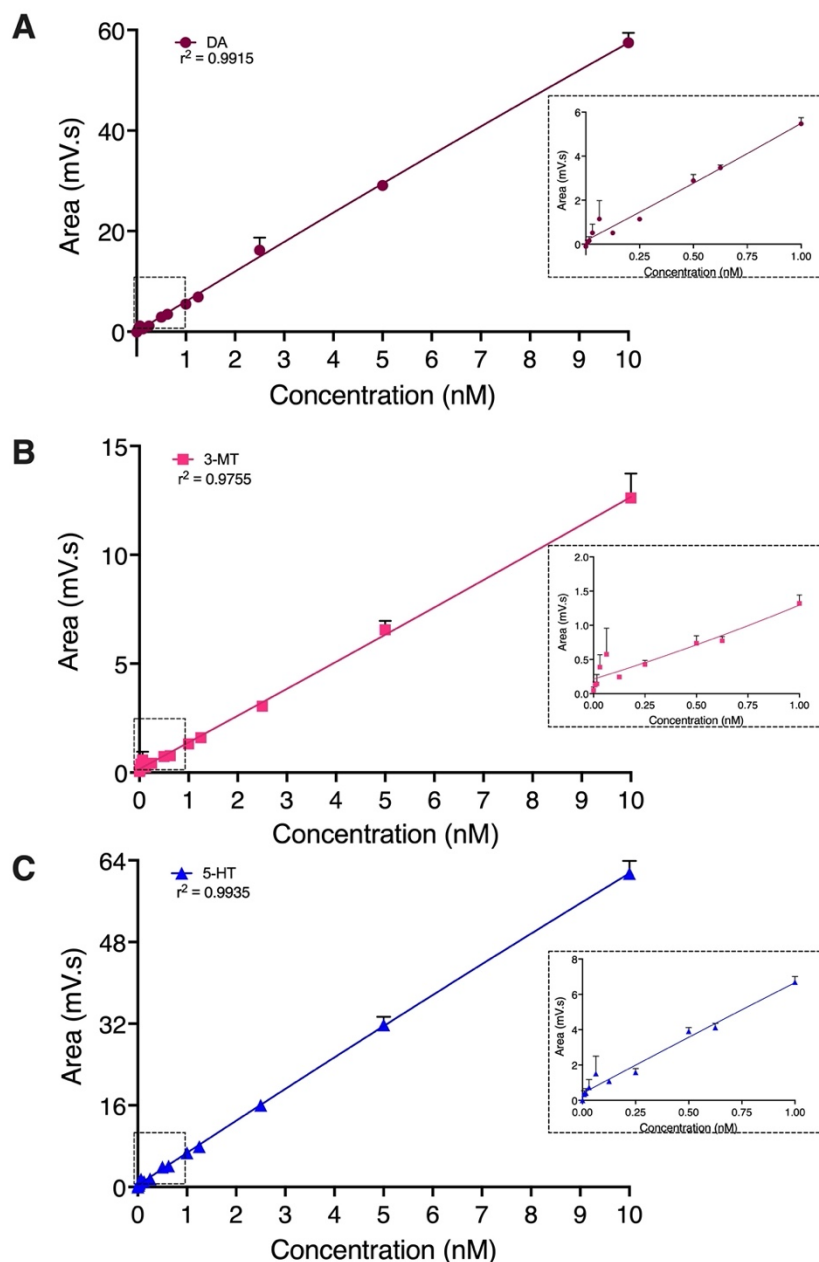 A
DA
r² = 0.9915
Area (mV.s)
60
40
20
0
1 2 3 4 5 6 7 8 9 10
Concentration (nM)
Area (mV.s)
6
4
2
0
0.25 0.50 0.75 1.00
Concentration (nM)
B
3-MT
r² = 0.9755
Area (mV.s)
15
10
5
0
0 1 2 3 4 5 6 7 8 9 10
Concentration (nM)
Area (mV.s)
2.0
1.5
1.0
0.5
0.0
0.00 0.25 0.50 0.75 1.00
Concentration (nM)
C
5-HT
r² = 0.9935
Area (mV.s)
64
48
32
16
0
0 1 2 3 4 5 6 7 8 9 10
Concentration (nM)
Area (mV.s)
8
6
4
2
0
0.00 0.25 0.50 0.75 1.00
Concentration (nM)